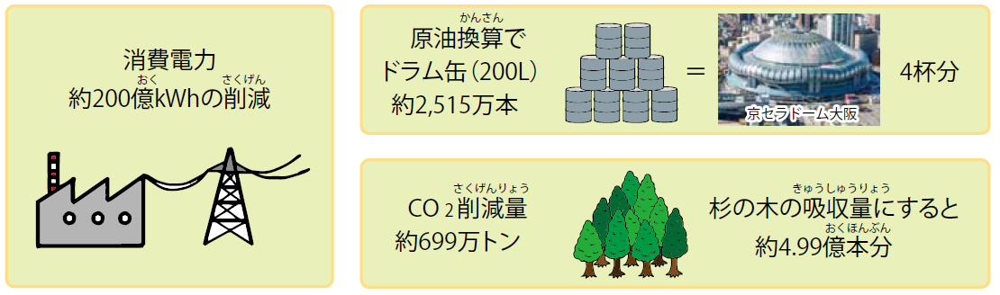 消費電力
約200億kWhの削減
おく
さくげん
原油換算で
かんさん
ドラム缶（200L）
約2,515万本
＝
京セラドーム大阪
4杯分
さくげんりょう
CO2削減量
約699万トン
きゅうしゅうりょう
杉の木の吸収量にすると
おくほんぶん
約4.99億本分